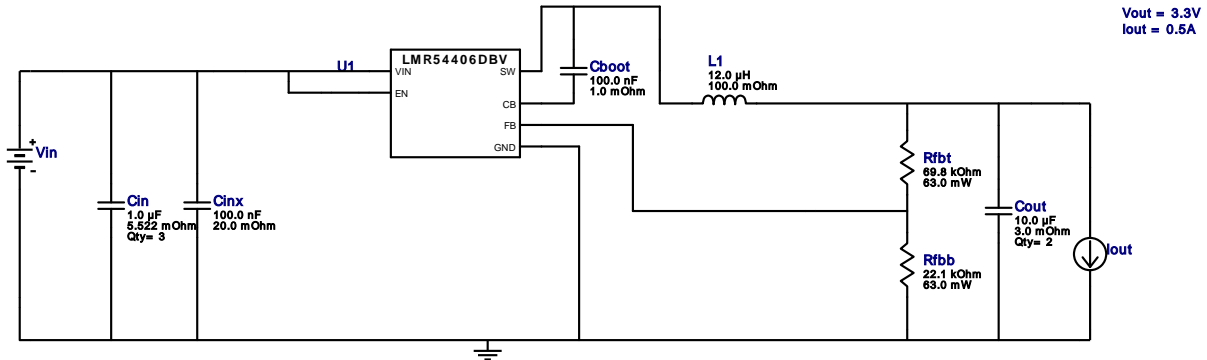 Vout = 3.3V
Iout = 0.5A
U1
LMR54406DBV
VIN
EN
SW
CB
FB
GND
Cboot
100.0 nF
1.0 mOhm
L1
12.0 µH
100.0 mOhm
Vin
+
-
Cin
1.0 µF
5.522 mOhm
Qty= 3
Cinx
100.0 nF
20.0 mOhm
Rfbt
69.8 kOhm
63.0 mW
Rfbb
22.1 kOhm
63.0 mW
Cout
10.0 µF
3.0 mOhm
Qty= 2
Iout